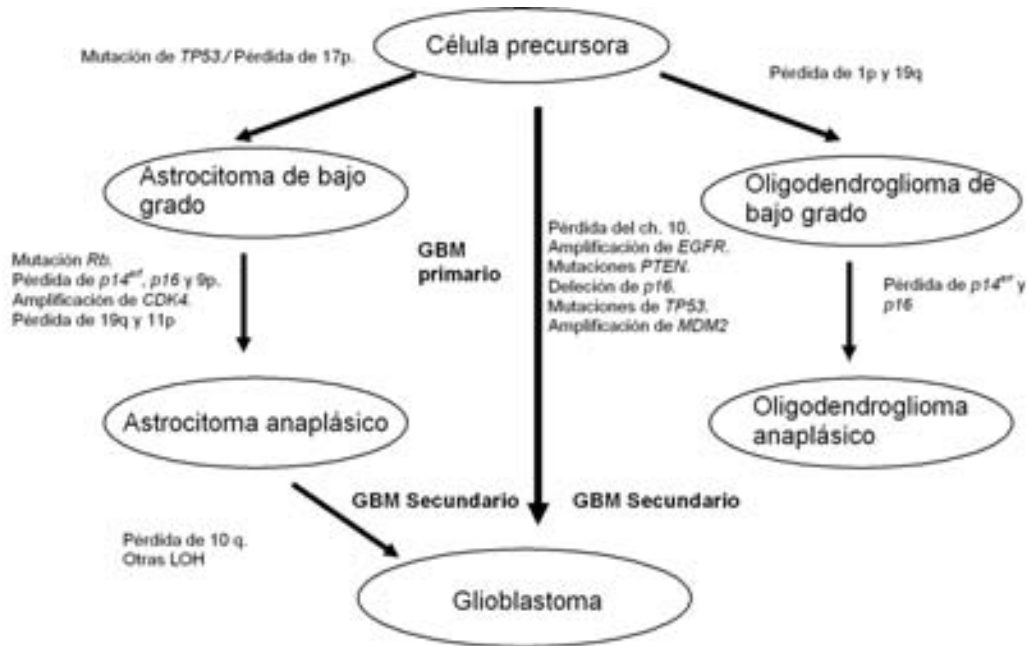 Célula precursora
Mutación de TP53./ Pérdida de 17p.
Pérdida de 1p y 19q
Astrocitoma de bajo
grado
Oligodendroglioma de
bajo grado
Mutación Rb.
Pérdida de p14arf, p16 y 9p.
Amplificación de CDK4.
Pérdida de 19q y 11p
GBM
primario
Pérdida del ch. 10.
Amplificación de EGFR.
Mutaciones PTEN.
Deleción de p16.
Mutaciones de TP53.
Amplificación de MDM2
Pérdida de p14arf y
p16
Astrocitoma anaplásico
Oligodendroglioma
anaplásico
GBM Secundario
GBM Secundario
Pérdida de 10 q.
Otras LOH
Glioblastoma